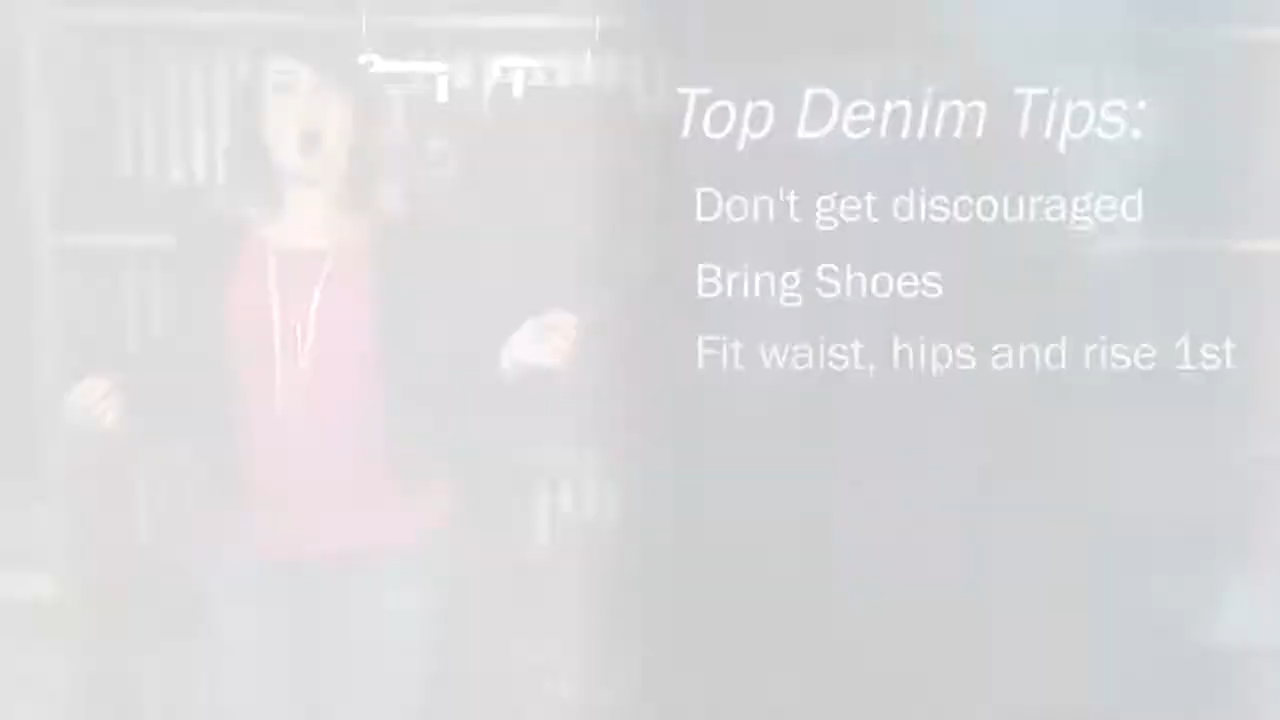 Top Denim Tips:
Don't get discouraged
Bring Shoes
Fit waist, hips and rise 1st